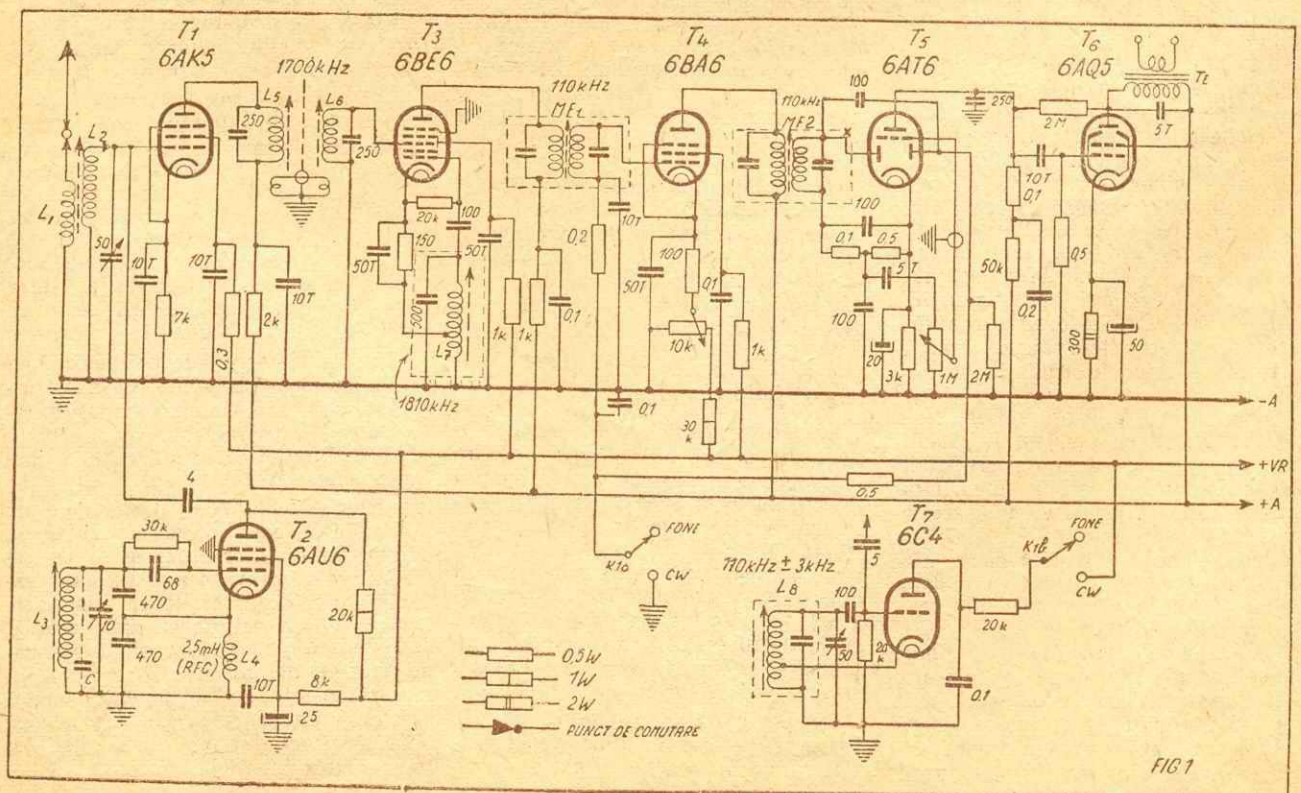 T1
6AK5
1700kHz
T3
6BE6
110kHz
T4
6BA6
T5
6AT6
T6
6AQ5
TE
L2
L5
L6
MF1
110kHz
MF2
100
250
250
250
2M
5T
L1
20k
100
10T
0,1
50
10T
10T
10T
150
50T
50T
0,2
10T
50T
100
0,1
100
0,1
0,5
5T
50k
0,5
7k
2k
500
1k
1k
0,1
10k
1k
100
0,2
0,3
L7
20
3k
1M
2M
300
50
1810kHz
0,1
30
k
-A
+VR
0,5
+A
4
T2
6AU6
FONE
K1a
CW
T7
6C4
FONE
K1b
CW
30k
68
470
L3
10
470
2,5mH
(RFC)
L4
C
10T
8k
25
20k
110kHz ± 3kHz
L8
5
100
50
20
k
20k
0,1
0,5W
1W
2W
PUNCT DE COMUTARE
FIG 1